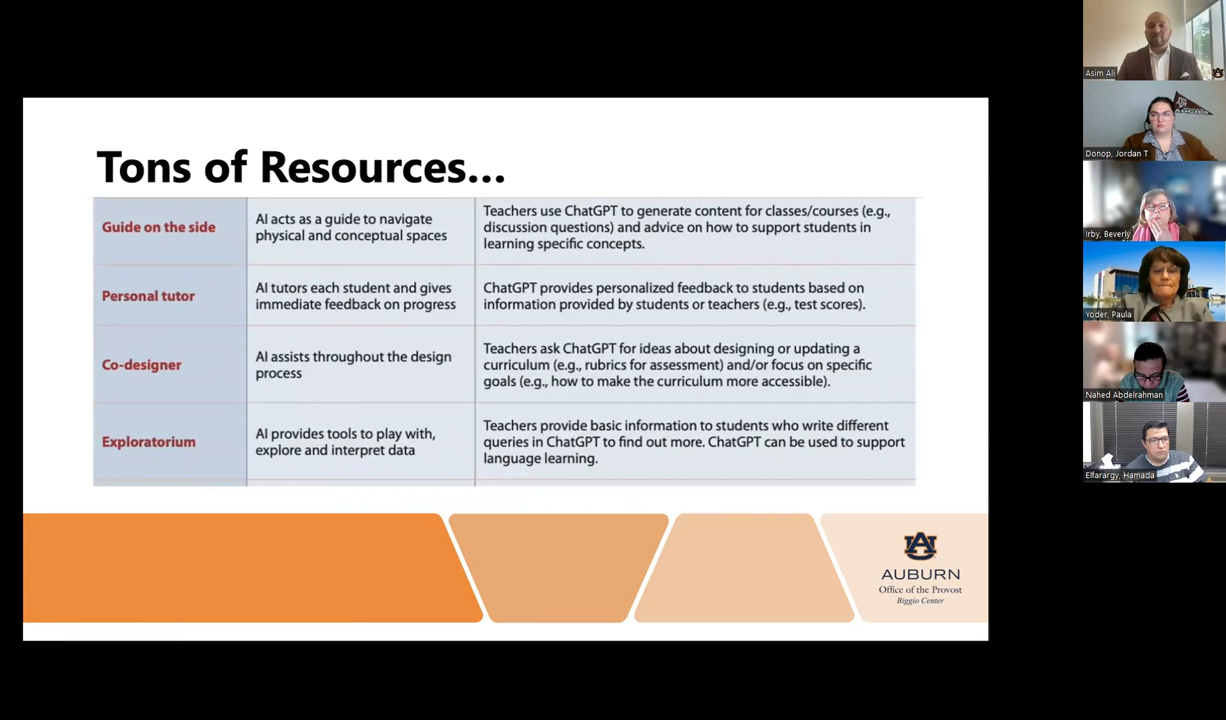 Tons of Resources...
Guide on the side
AI acts as a guide to navigate
physical and conceptual spaces
Teachers use ChatGPT to generate content for classes/courses (e.g.,
discussion questions) and advice on how to support students in
learning specific concepts.
Personal tutor
AI tutors each student and gives
immediate feedback on progress
ChatGPT provides personalized feedback to students based on
information provided by students or teachers (e.g., test scores).
Co-designer
AI assists throughout the design
process
Teachers ask ChatGPT for ideas about designing or updating a
curriculum (e.g., rubrics for assessment) and/or focus on specific
goals (e.g., how to make the curriculum more accessible).
Exploratorium
AI provides tools to play with,
explore and interpret data
Teachers provide basic information to students who write different
queries in ChatGPT to find out more. ChatGPT can be used to support
language learning.
AU
AUBURN
Office of the Provost
Biggio Center
Asim Ali
Donop, Jordan T
Irby, Beverly
Yoder, Paula
Nahed Abdelrahman
Elfarargy, Hamada